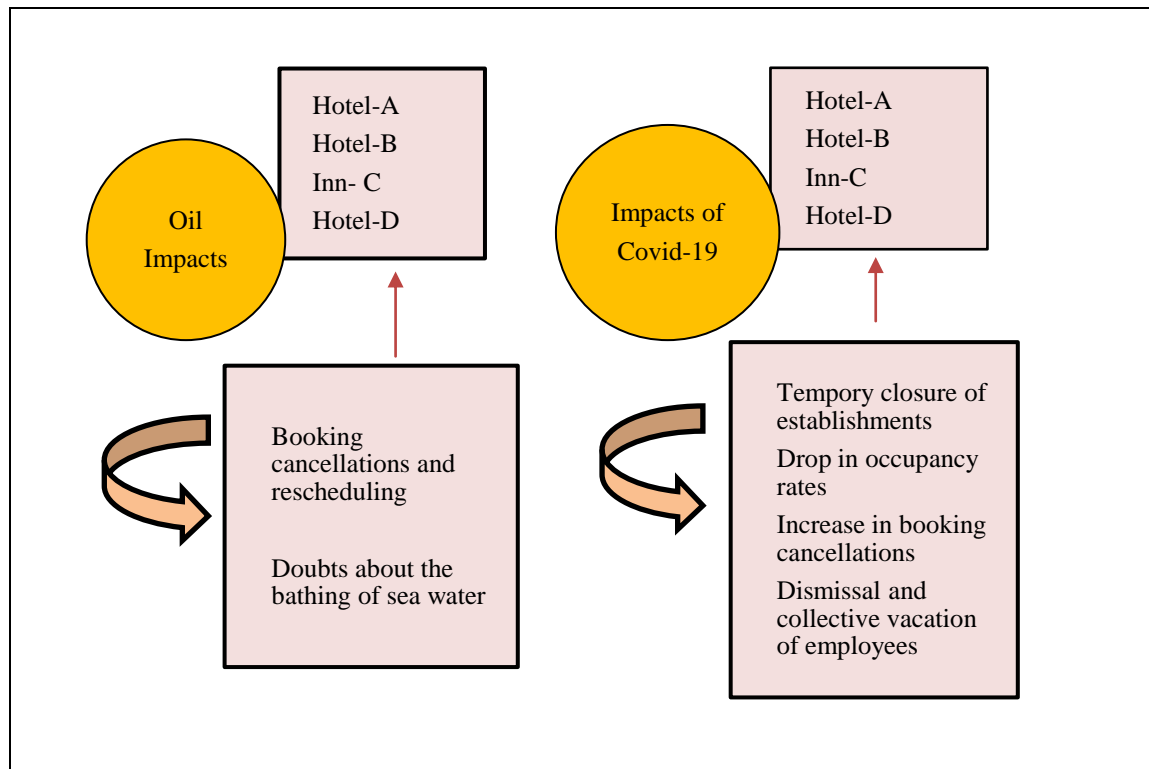 Oil
Impacts
Hotel-A
Hotel-B
Inn- C
Hotel-D
Booking
cancellations and
rescheduling
Doubts about the
bathing of sea water
Impacts of
Covid-19
Hotel-A
Hotel-B
Inn-C
Hotel-D
Tempory closure of
establishments
Drop in occupancy
rates
Increase in booking
cancellations
Dismissal and
collective vacation
of employees